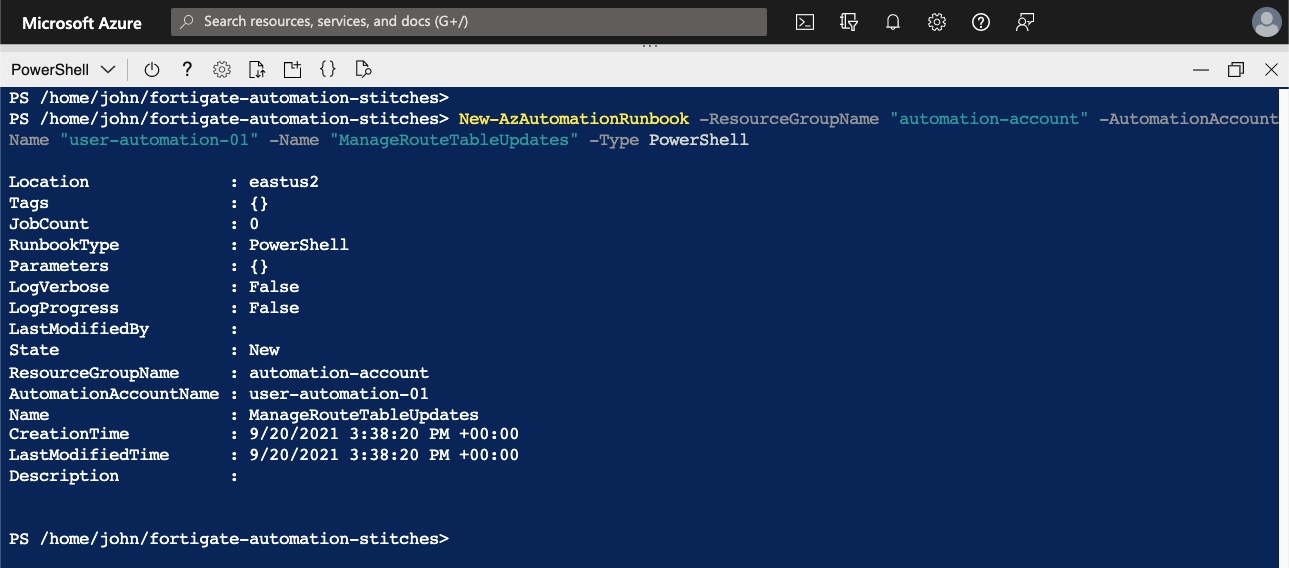 Microsoft Azure
Search resources, services, and docs (G+/)
PowerShell
PS /home/john/fortigate-automation-stitches>
PS /home/john/fortigate-automation-stitches> New-AzAutomationRunbook -ResourceGroupName "automation-account" -AutomationAccount
Name "user-automation-01" -Name "ManageRouteTableUpdates" -Type PowerShell
Location : eastus2
Tags : {}
JobCount : 0
RunbookType : PowerShell
Parameters : {}
LogVerbose : False
LogProgress : False
LastModifiedBy :
State : New
ResourceGroupName : automation-account
AutomationAccountName : user-automation-01
Name : ManageRouteTableUpdates
CreationTime : 9/20/2021 3:38:20 PM +00:00
LastModifiedTime : 9/20/2021 3:38:20 PM +00:00
Description :
PS /home/john/fortigate-automation-stitches>